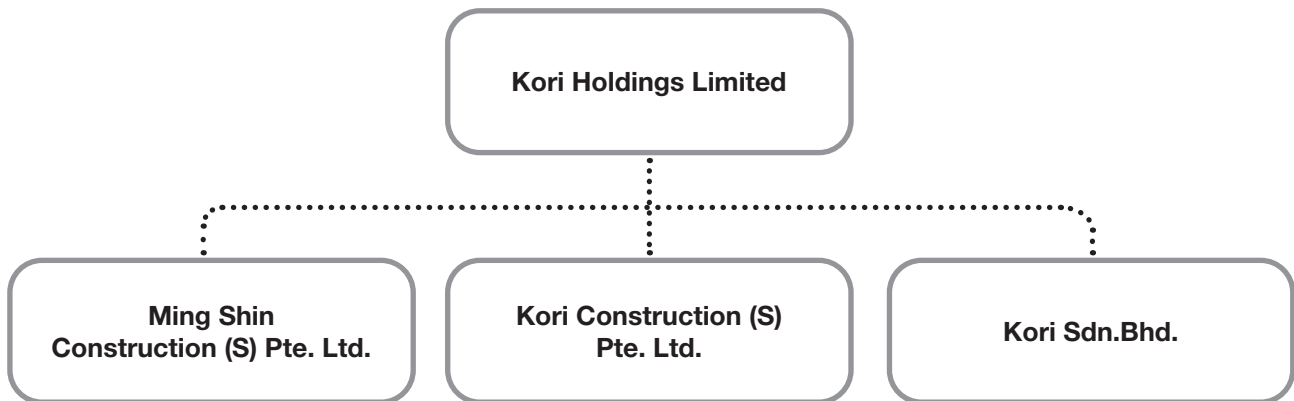 Kori Holdings Limited
Ming Shin
Construction (S) Pte. Ltd.
Kori Construction (S)
Pte. Ltd.
Kori Sdn.Bhd.